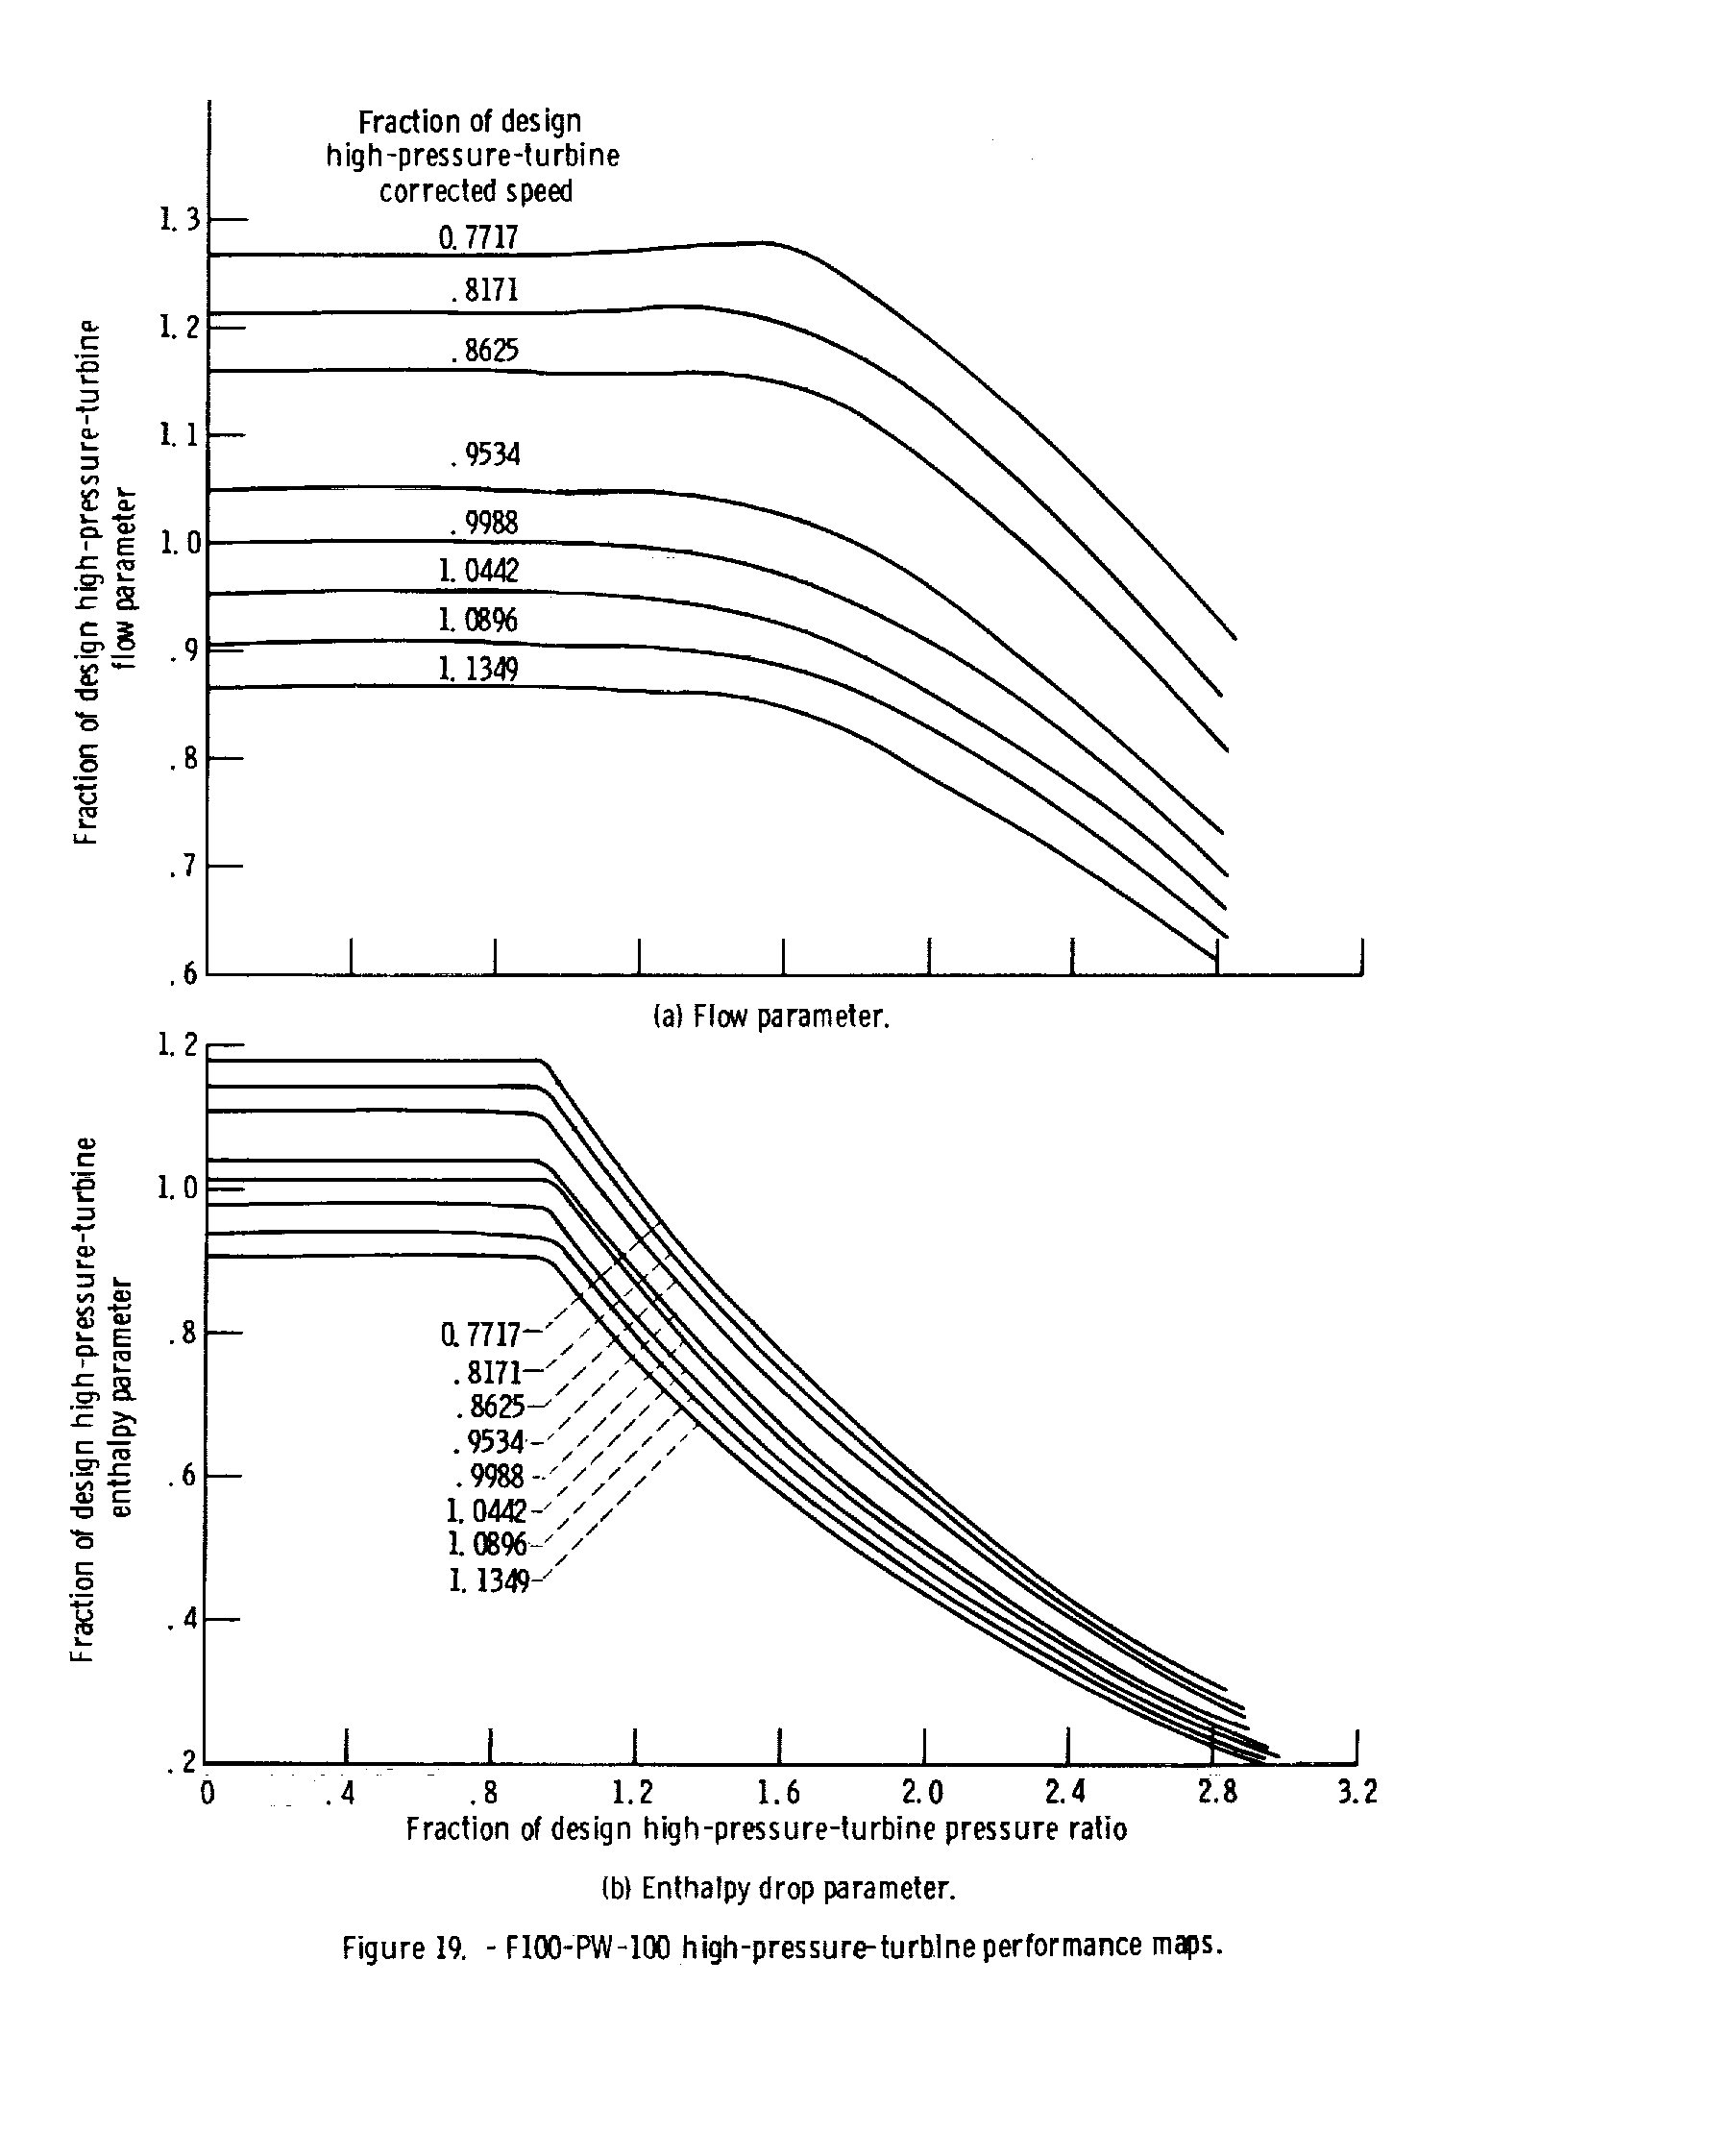 Fraction of design
high-pressure-turbine
corrected speed
1.3
0.7717
.8171
1.2
.8625
1.1
.9534
.9988
1.0
1.0442
1.0896
.9
1.1349
.8
.7
.6
Fraction of design high-pressure-turbine
flow parameter
(a) Flow parameter.
1.2
1.0
.8
.6
.4
.2
0.7717
.8171
.8625
.9534
.9988
1.0442
1.0896
1.1349
Fraction of design high-pressure-turbine
enthalpy parameter
0 .4 .8 1.2 1.6 2.0 2.4 2.8 3.2
Fraction of design high-pressure-turbine pressure ratio
(b) Enthalpy drop parameter.
Figure 19. - F100-PW-100 high-pressure-turbine performance maps.